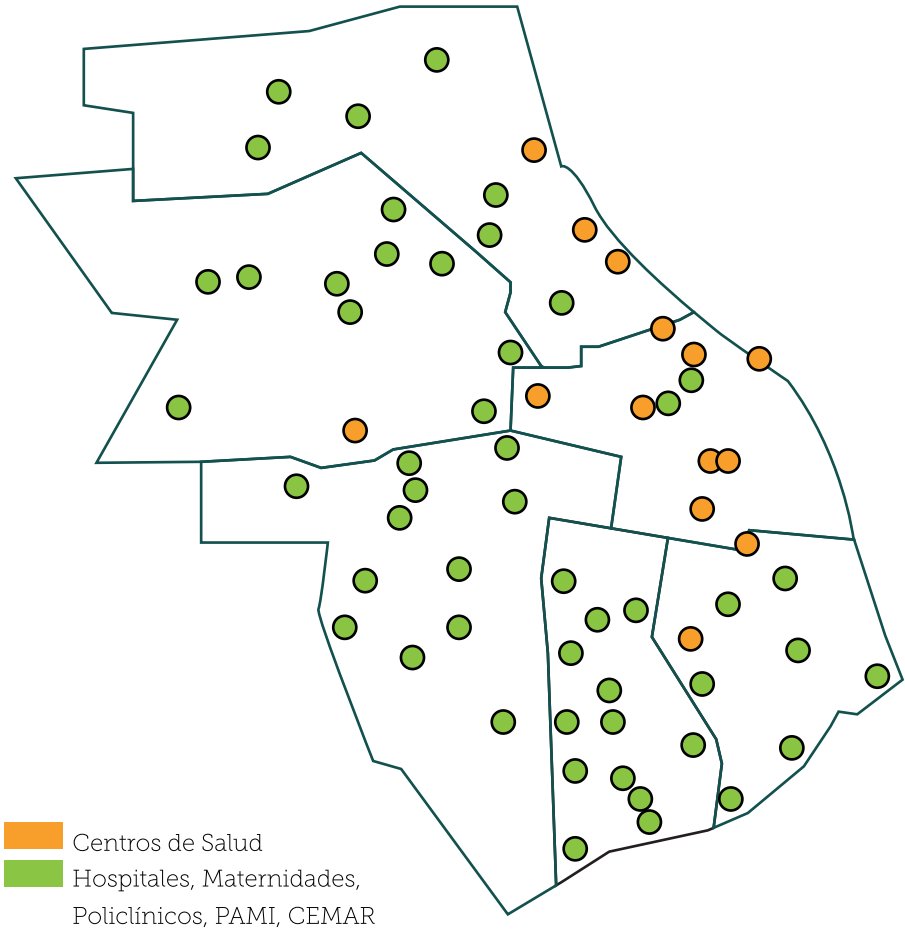 Centros de Salud
Hospitales, Maternidades,
Policlínicos, PAMI, CEMAR